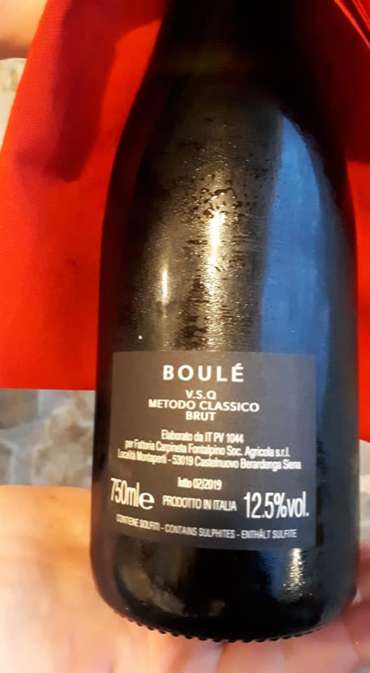 BOULÉ
V.S.Q
METODO CLASSICO
BRUT
Elaborato da IT PV 1044
per Fattoria Carpineta Fontalpino Soc. Agricola s.r.l.
Località Montaperti - 53019 Castelnuovo Berardenga Siena
lotto 02/2019
750ml℮ PRODOTTO IN ITALIA 12.5%vol.
CONTIENE SOLFITI - CONTAINS SULPHITES - ENTHÄLT SULFITE